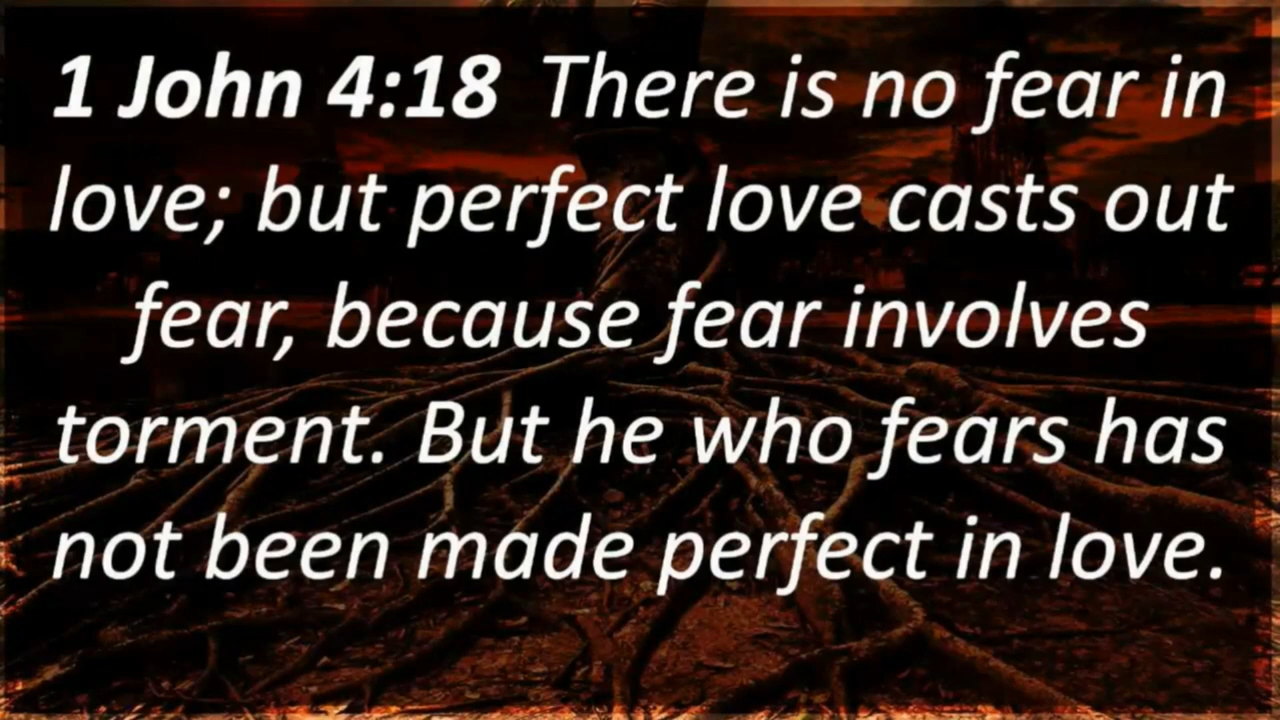 1 John 4:18 There is no fear in
love; but perfect love casts out
fear, because fear involves
torment. But he who fears has
not been made perfect in love.